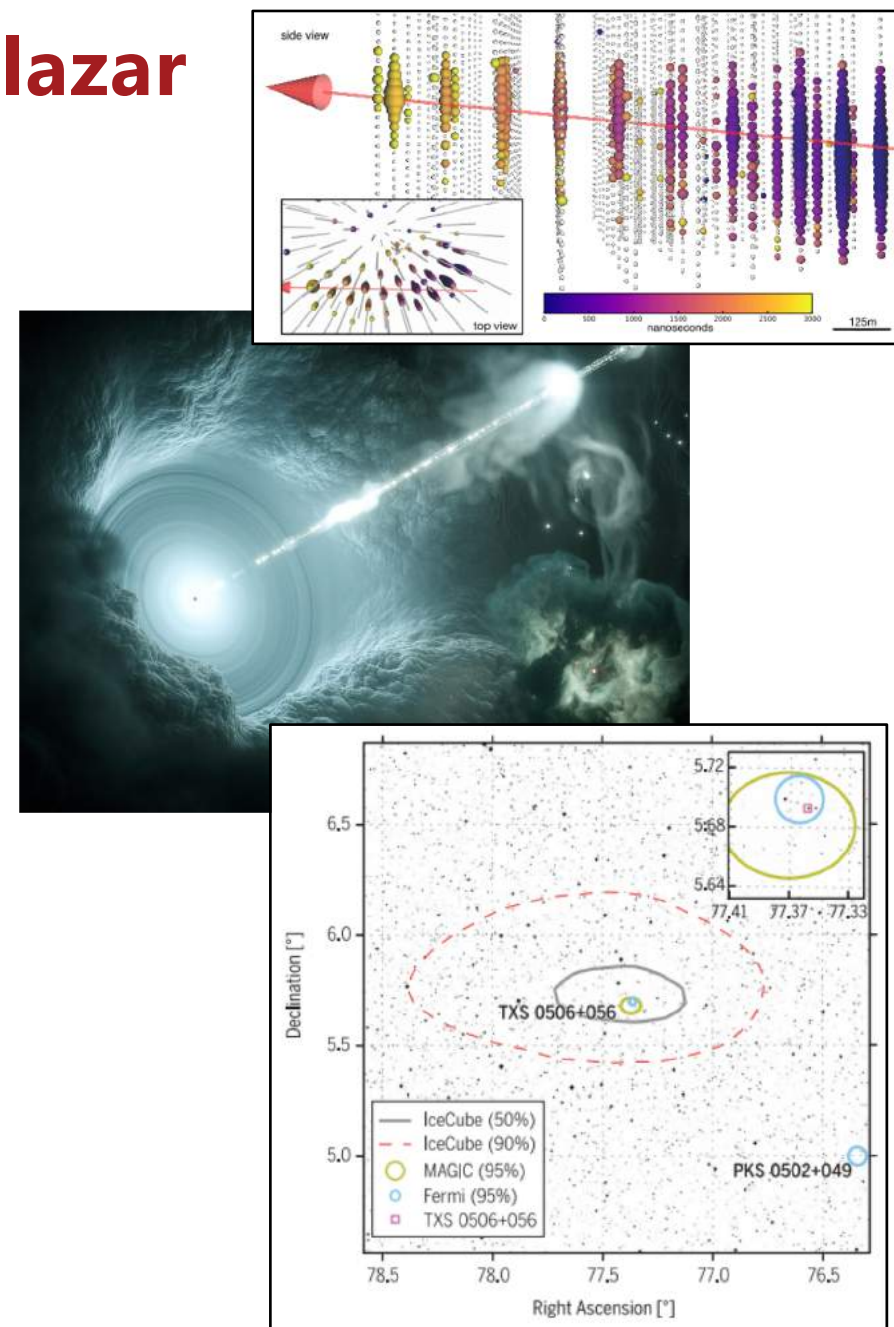 lazar
side view
top view
0 500 1000 1500 2000 2500 3000
nanoseconds
125m
5.72
5.68
5.64
77.41 77.37 77.33
6.5
6.0
5.5
5.0
Declination [°]
TXS 0506+056
PKS 0502+049
IceCube (50%)
IceCube (90%)
MAGIC (95%)
Fermi (95%)
TXS 0506+056
78.5 78.0 77.5 77.0 76.5
Right Ascension [°]